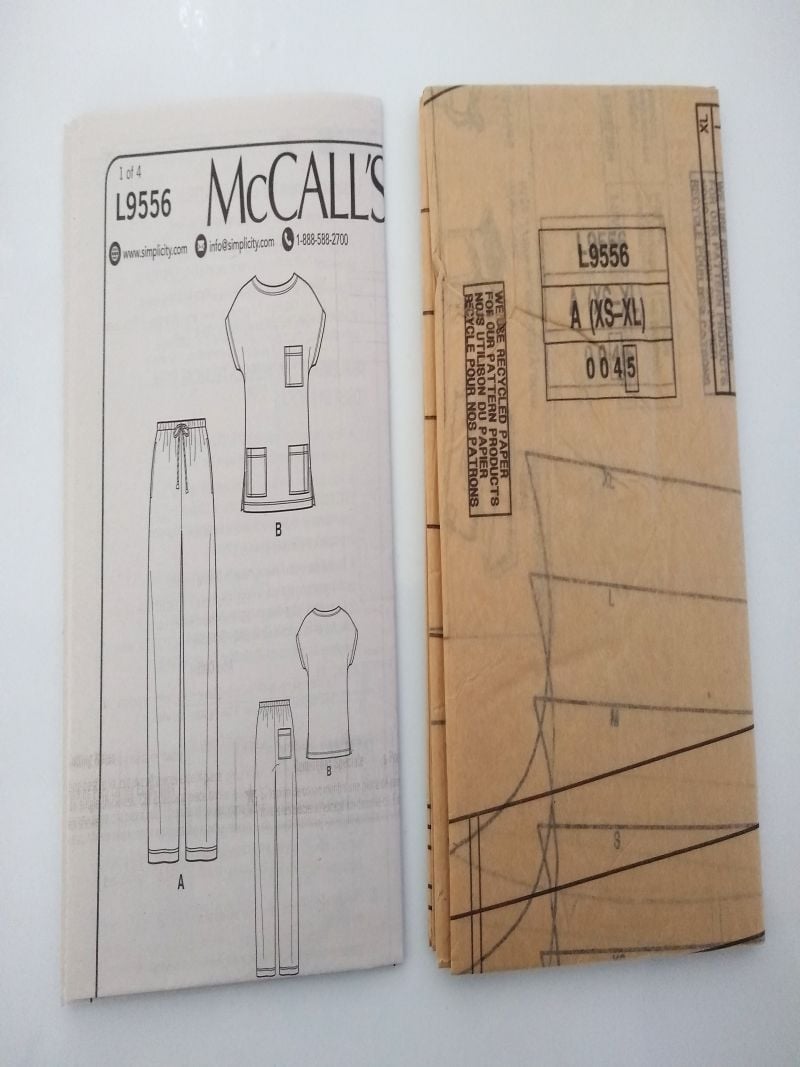 1 of 4
L9556
McCALL'S
www.simplicity.com
info@simplicity.com
1-888-588-2700
B
A
B
L9556
A (XS–XL)
0045
WE USE RECYCLED PAPER
FOR OUR PATTERN PRODUCTS
NOUS UTILISON DU PAPIER
RECYCLE POUR NOS PATRONS
XL
L
M
S